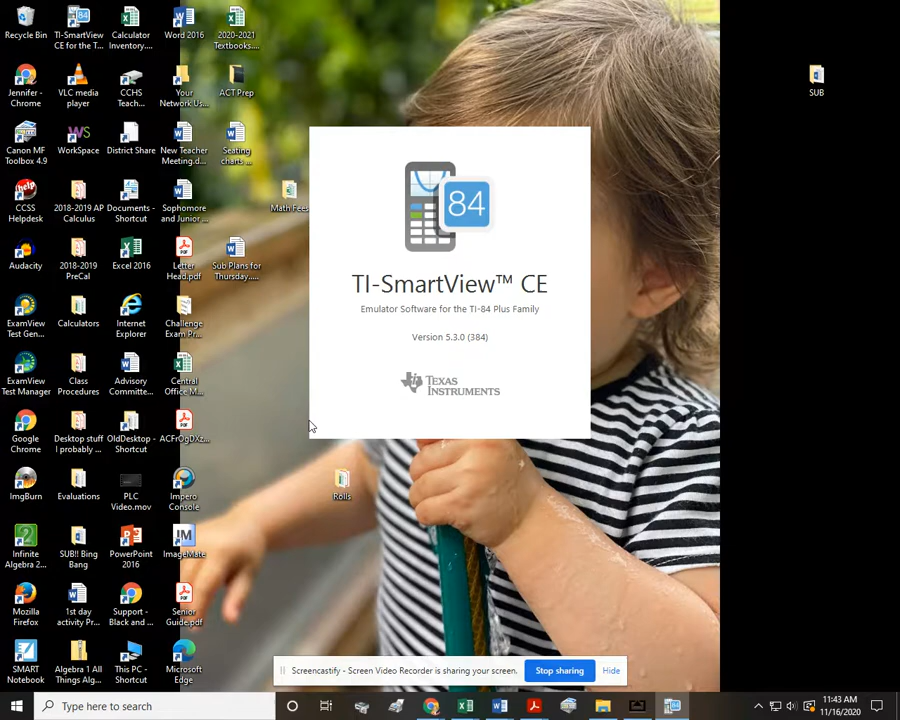 Recycle Bin
TI-SmartView
CE for the T...
Calculator
Inventory....
Word 2016
2020-2021
Textbooks....
Jennifer -
Chrome
VLC media
player
CCHS
Teach...
Your
Network Us...
ACT Prep
SUB
Canon MF
Toolbox 4.9
WorkSpace
District Share
New Teacher
Meeting.d...
Seating
charts ...
help
CCSS
Helpdesk
2018-2019 AP
Calculus
Documents -
Shortcut
Sophomore
and Junior ...
Math Fees
Audacity
2018-2019
PreCal
Excel 2016
Letter
Head.pdf
Sub Plans for
Thursday.....
ExamView
Test Gen...
Calculators
Internet
Explorer
Challenge
Exam Pr...
ExamView
Test Manager
Class
Procedures
Advisory
Committe...
Central
Office M...
Google
Chrome
Desktop stuff
I probably ...
OldDesktop -
Shortcut
ACFrOgDXz...
ImgBurn
Evaluations
PLC
Video.mov
Impero
Console
Rolls
Infinite
Algebra 2...
SUB!! Bing
Bang
PowerPoint
2016
IM
ImageMate
Mozilla
Firefox
1st day
activity Pr...
Support -
Black and ...
Senior
Guide.pdf
SMART
Notebook
Algebra 1 All
Things Alg...
This PC -
Shortcut
Microsoft
Edge
84
TI-SmartView™ CE
Emulator Software for the TI-84 Plus Family
Version 5.3.0 (384)
TEXAS
INSTRUMENTS
Screencastify - Screen Video Recorder is sharing your screen.
Stop sharing
Hide
Type here to search
11:43 AM
11/16/2020